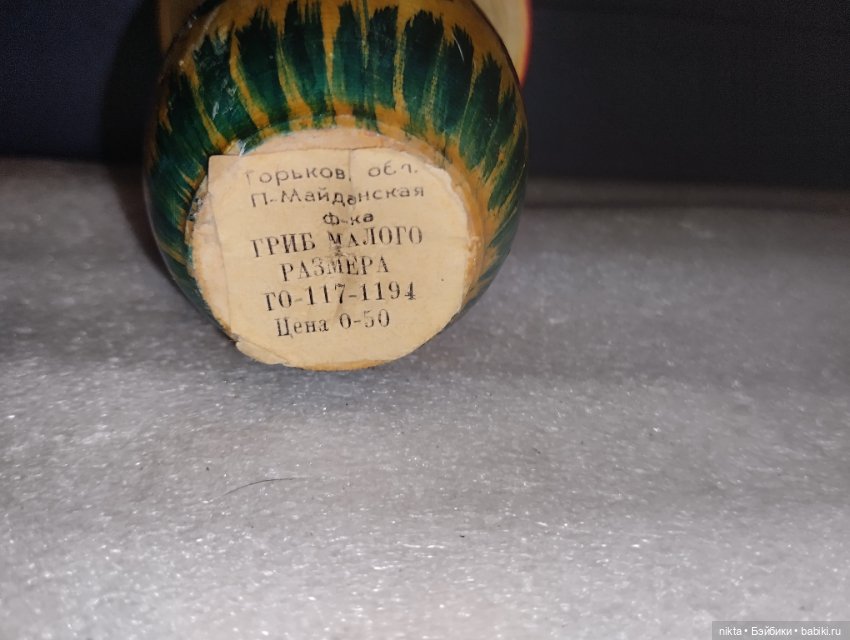 Горьков. обл.
П-Майданская
Ф-ка
ГРИБ МАЛОГО
РАЗМЕРА
ГО-117-1194
Цена 0-50
nikta • Бэйбики • babiki.ru